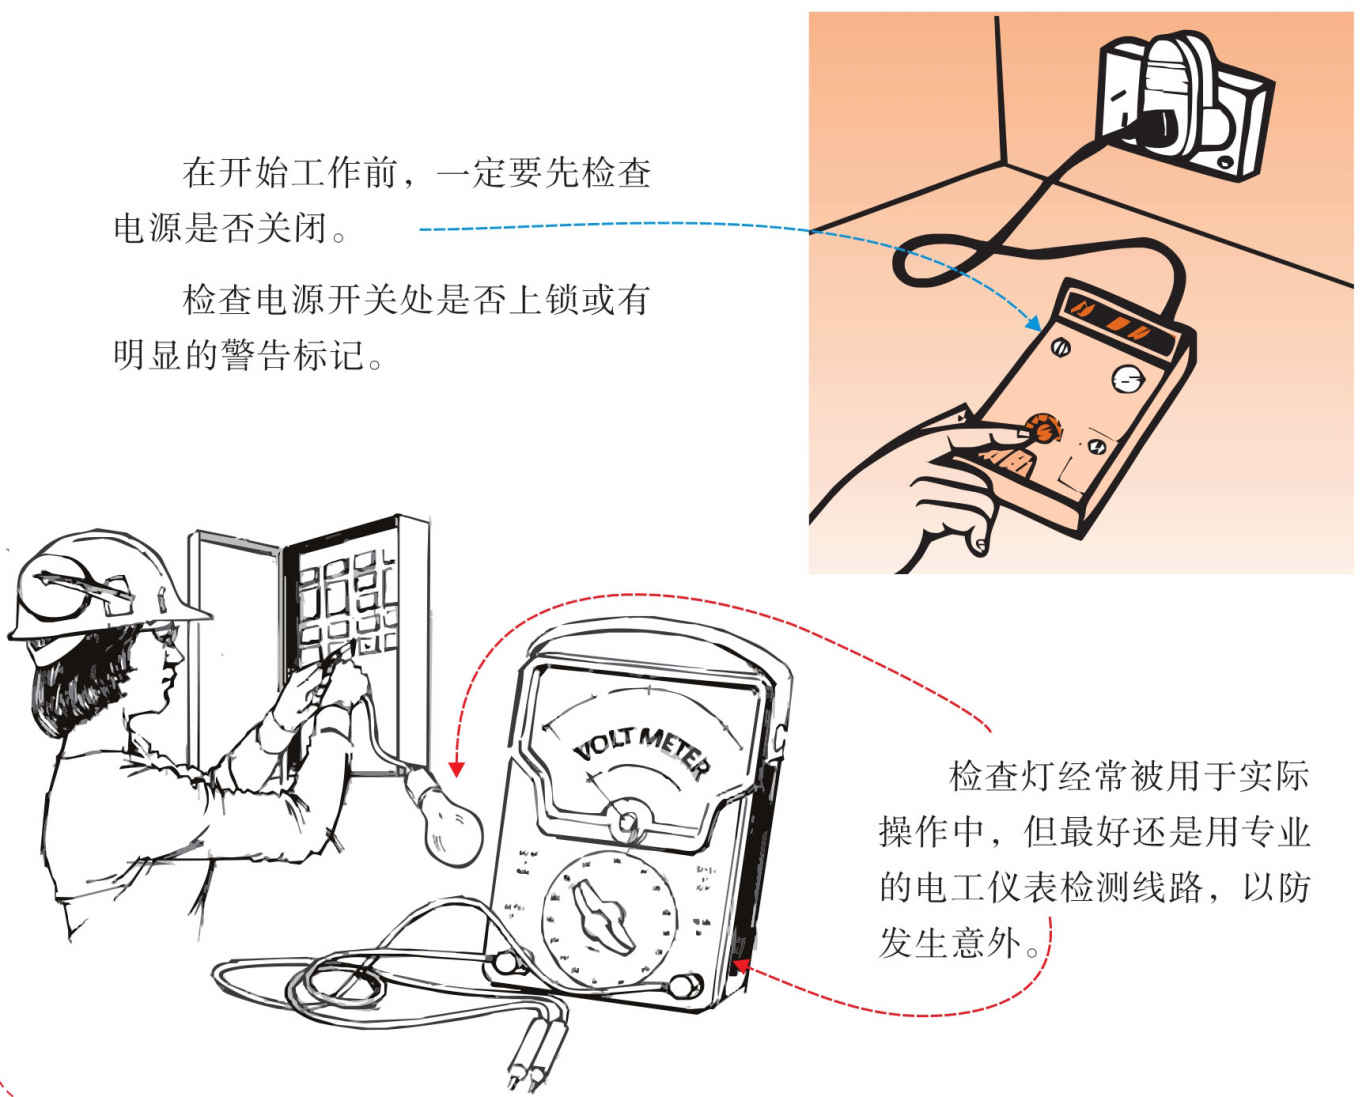 在开始工作前，一定要先检查
电源是否关闭。
检查电源开关处是否上锁或有
明显的警告标记。
VOLT METER
检查灯经常被用于实际
操作中，但最好还是用专业
的电工仪表检测线路，以防
发生意外。